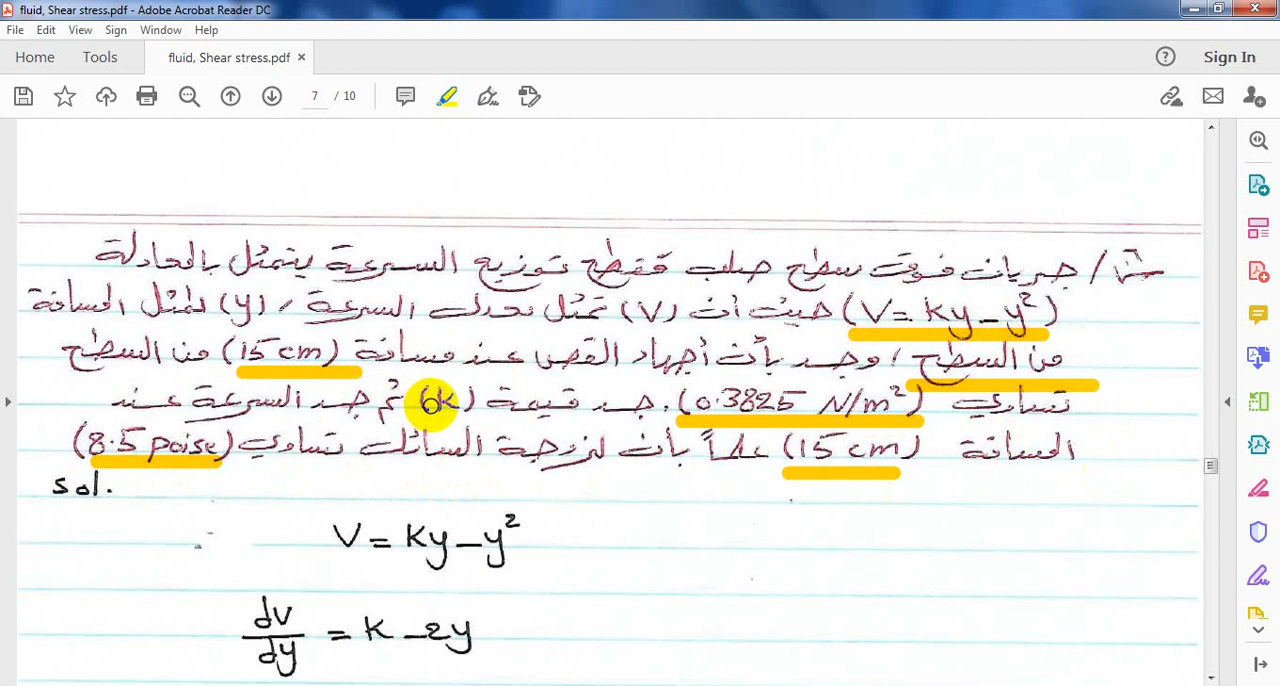 fluid, Shear stress.pdf - Adobe Acrobat Reader DC
File Edit View Sign Window Help
Home Tools fluid, Shear stress.pdf × ? Sign In
7 / 10
جريان فوق سطح صلب مقطع توزيع السرعة يتمثل بالمعادلة
(V = Ky - y²) حيث أن (V) تمثل معدل السرعة / (y) تمثل المسافة
من السطح / وجد بأن أجهاد القص عند مسافة (15 cm) من السطح
تساوي (0.3825 N/m²). جد قيمة (K) ثم جد السرعة عند
المسافة (15 cm) علماً بأن لزوجة السائل تساوي (8.5 poise)
Sol.
V = Ky - y²
dV/dy = K - 2y